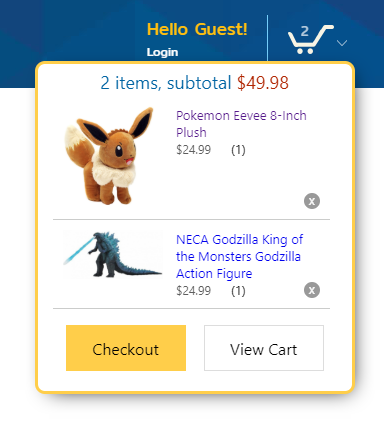 Hello Guest!
2
Login
2 items, subtotal $49.98
Pokemon Eevee 8-Inch
Plush
$24.99 (1)
x
NECA Godzilla King of
the Monsters Godzilla
Action Figure
$24.99 (1)
x
Checkout
View Cart